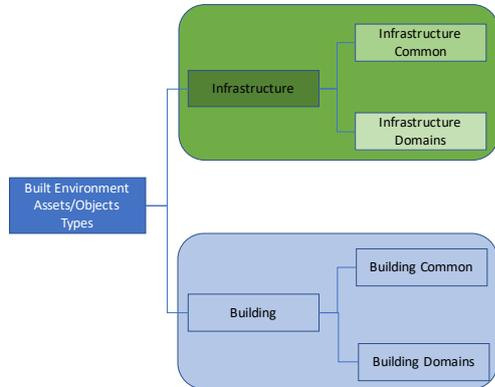 Infrastructure
Common
Infrastructure
Infrastructure
Domains
Built Environment
Assets/Objects
Types
Building Common
Building
Building Domains